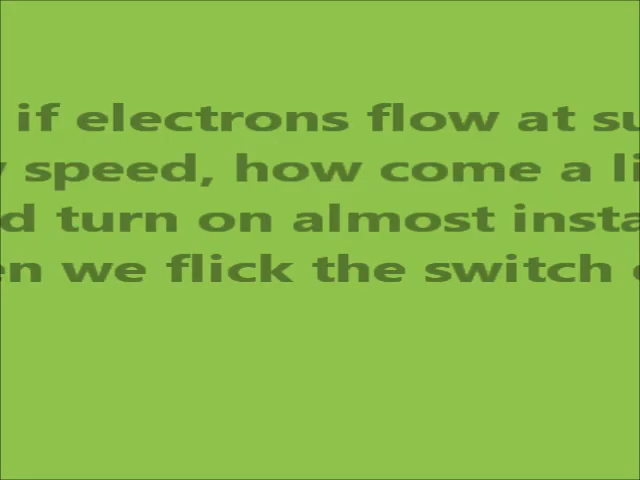 if electrons flow at su
speed, how come a li
d turn on almost insta
en we flick the switch